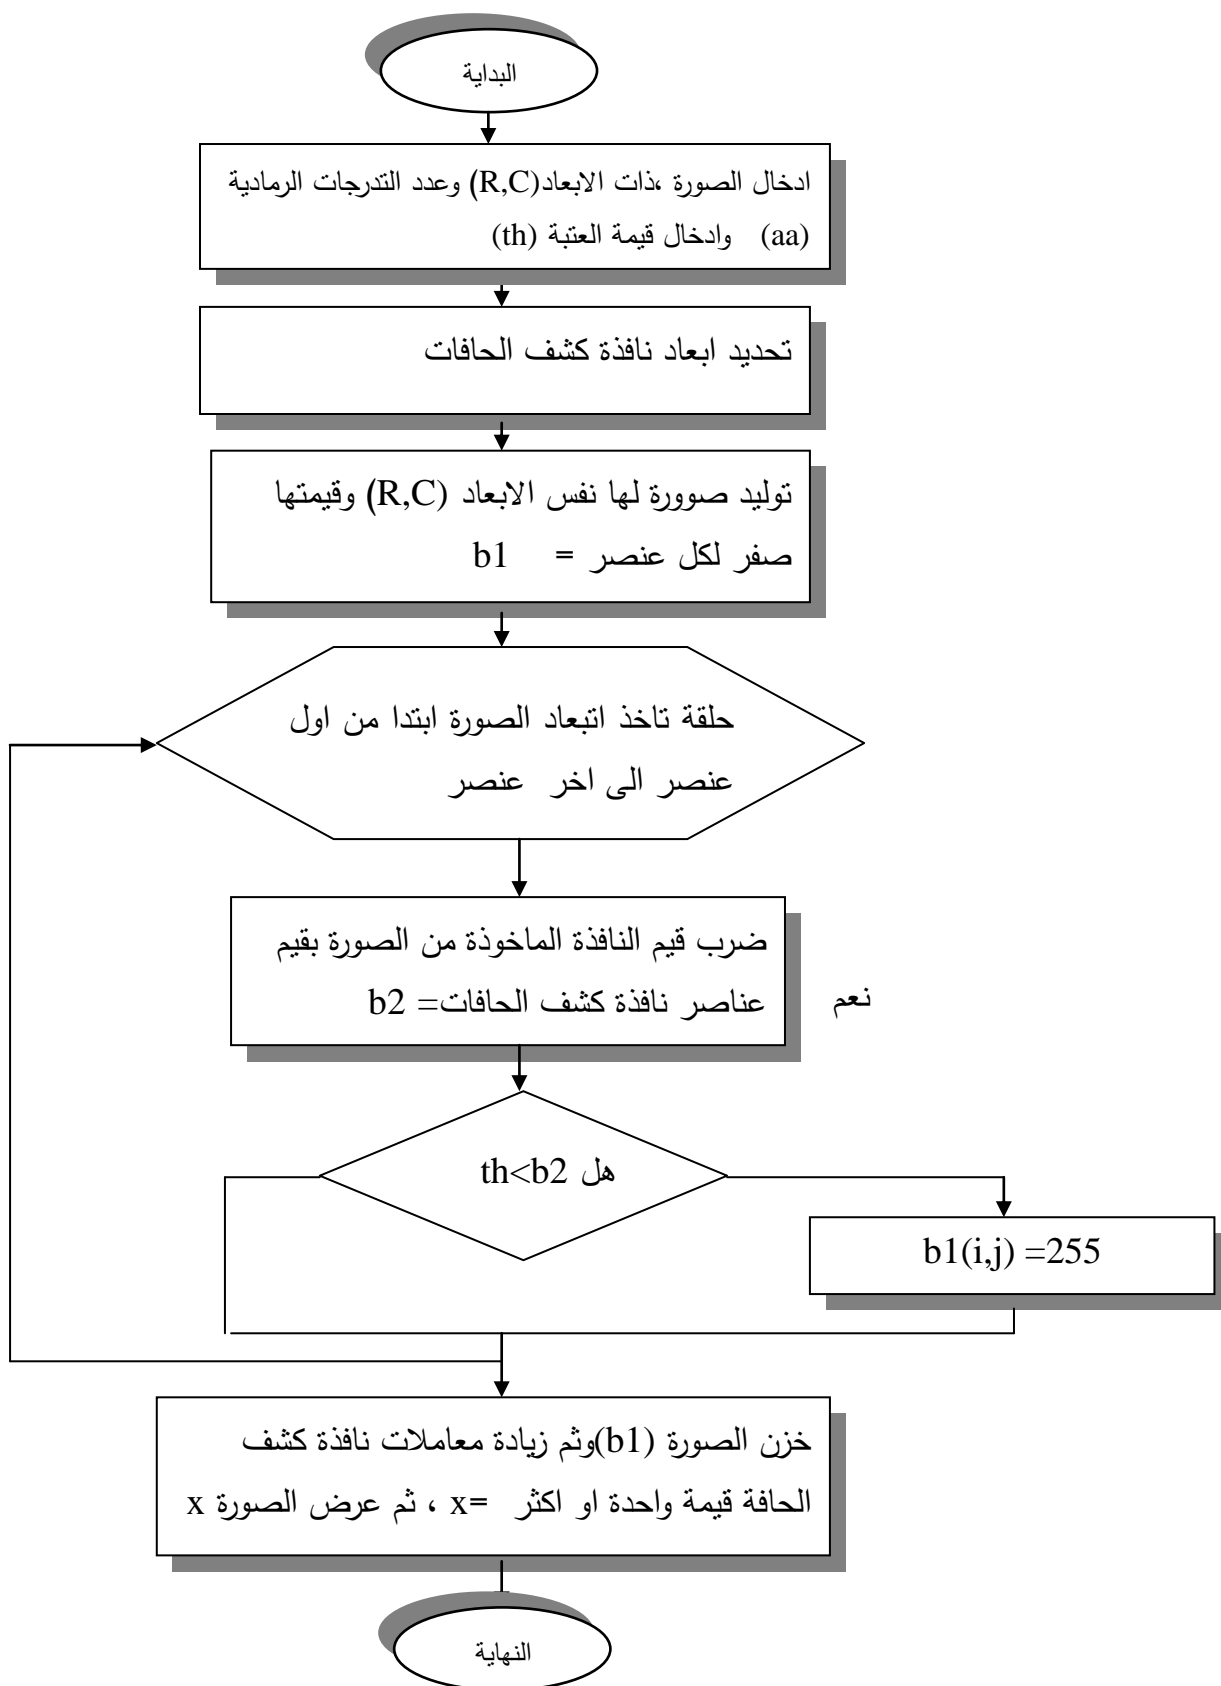 البداية
ادخال الصورة ،ذات الابعاد(R,C) وعدد التدرجات الرمادية
(aa) وادخال قيمة العتبة (th)
تحديد ابعاد نافذة كشف الحافات
توليد صوورة لها نفس الابعاد (R,C) وقيمتها
صفر لكل عنصر = b1
حلقة تاخذ اتبعاد الصورة ابتدا من اول
عنصر الى اخر عنصر
ضرب قيم النافذة الماخوذة من الصورة بقيم
عناصر نافذة كشف الحافات= b2
نعم
هل th<b2
b1(i,j) =255
خزن الصورة (b1)وثم زيادة معاملات نافذة كشف
الحافة قيمة واحدة او اكثر =x ، ثم عرض الصورة x
النهاية